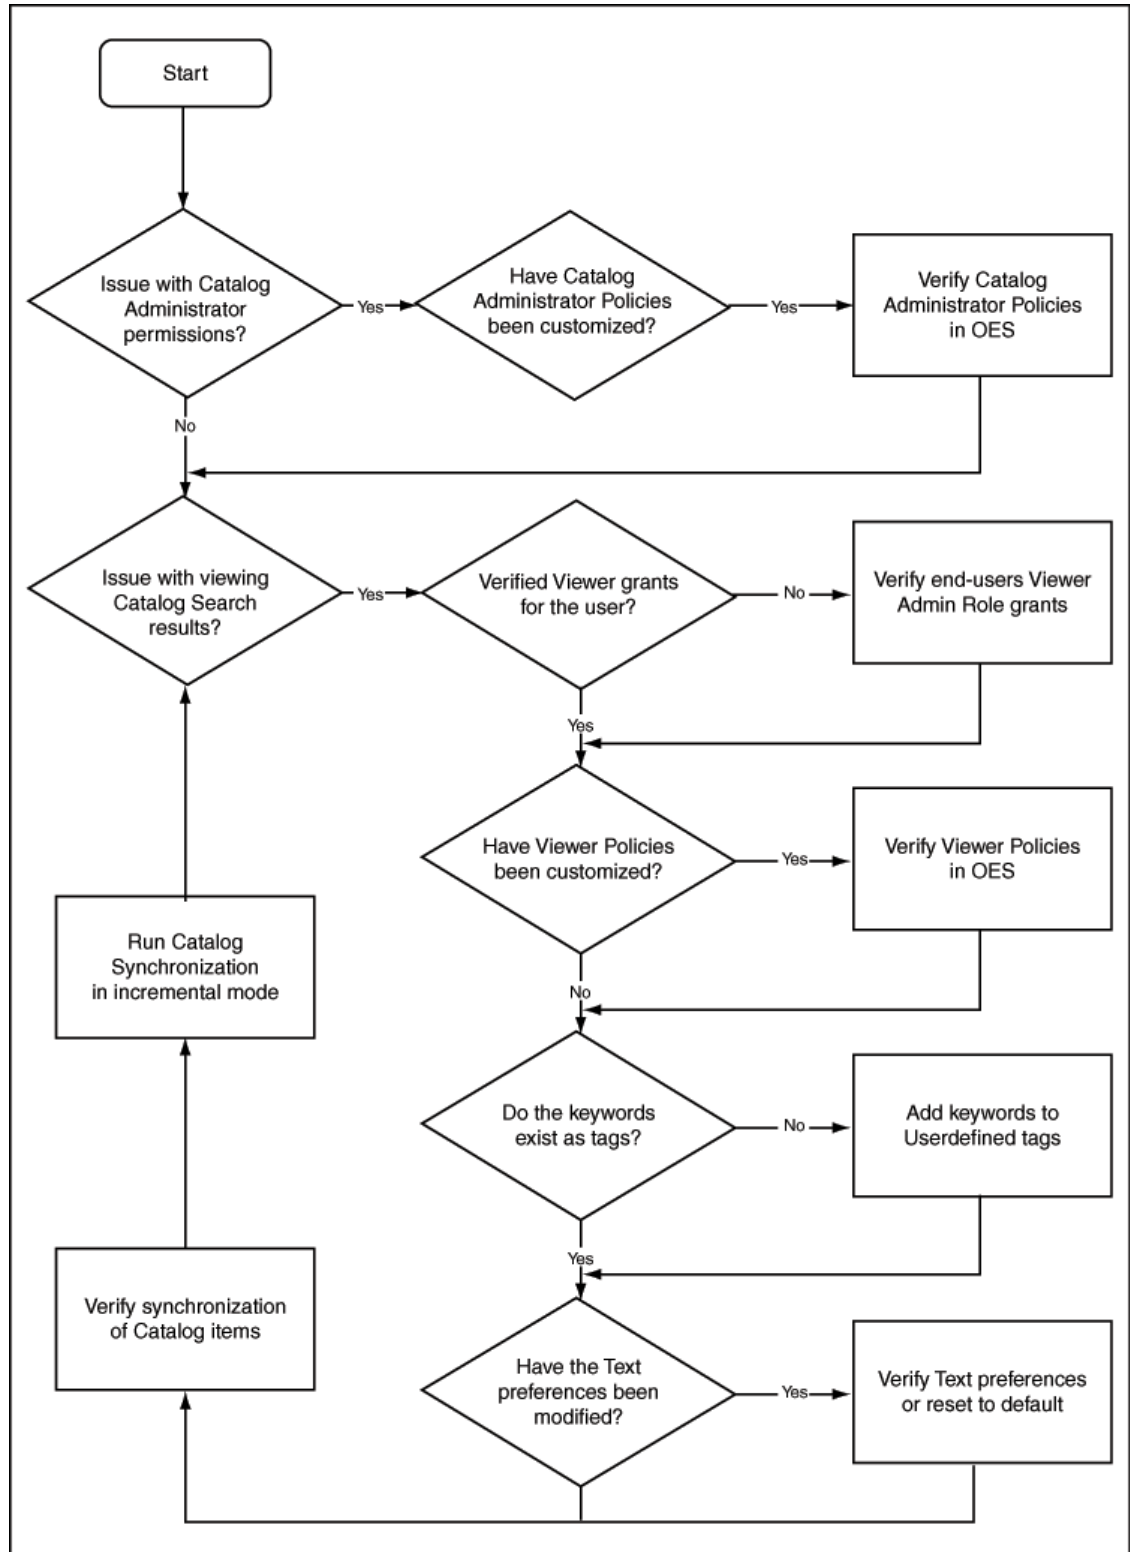 Start
Issue with Catalog
Administrator
permissions?
Yes
Have Catalog
Administrator Policies
been customized?
Yes
Verify Catalog
Administrator Policies
in OES
No
Issue with viewing
Catalog Search
results?
Yes
Verified Viewer grants
for the user?
No
Verify end-users Viewer
Admin Role grants
Yes
Have Viewer Policies
been customized?
Yes
Verify Viewer Policies
in OES
Run Catalog
Synchronization
in incremental mode
No
Do the keywords
exist as tags?
No
Add keywords to
Userdefined tags
Yes
Verify synchronization
of Catalog items
Have the Text
preferences been
modified?
Yes
Verify Text preferences
or reset to default